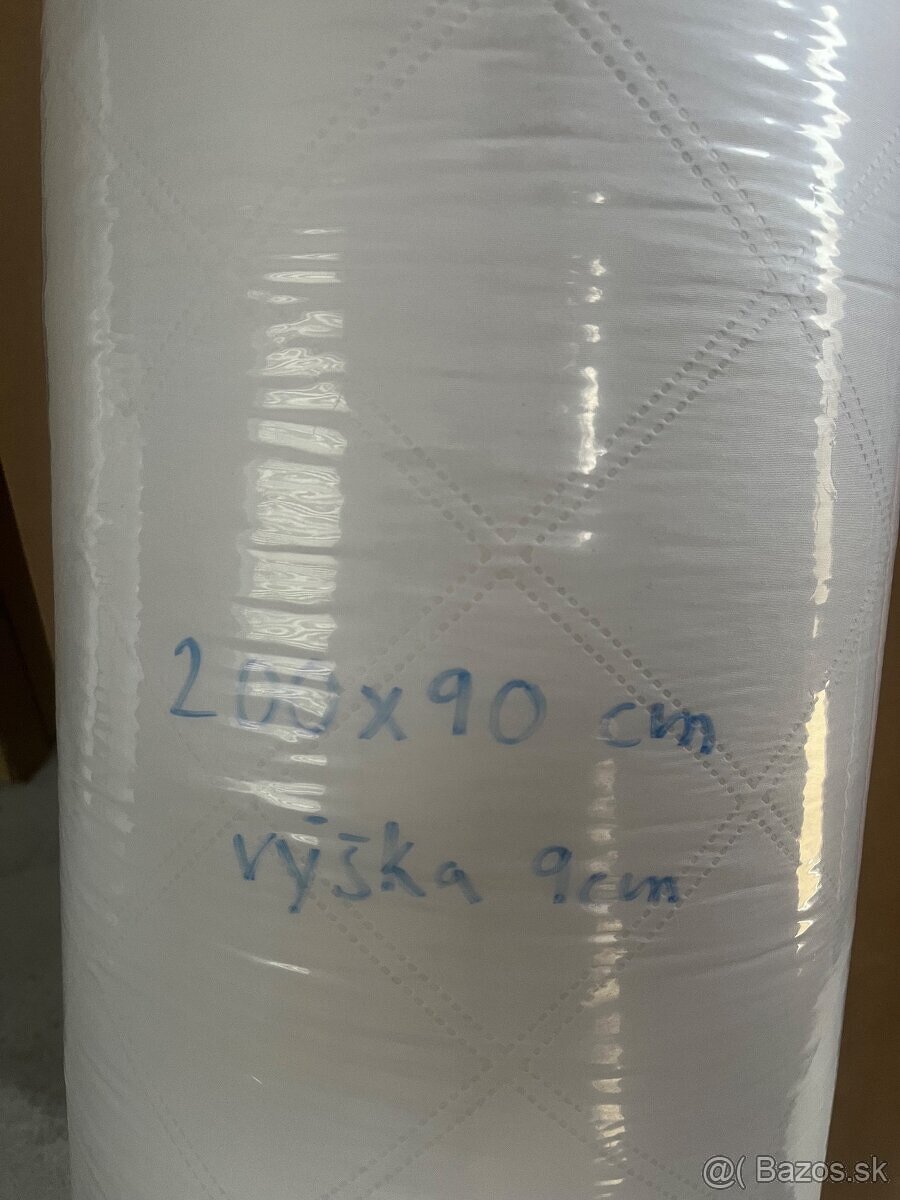 200x90 cm
výška 9cm
@( Bazos.sk